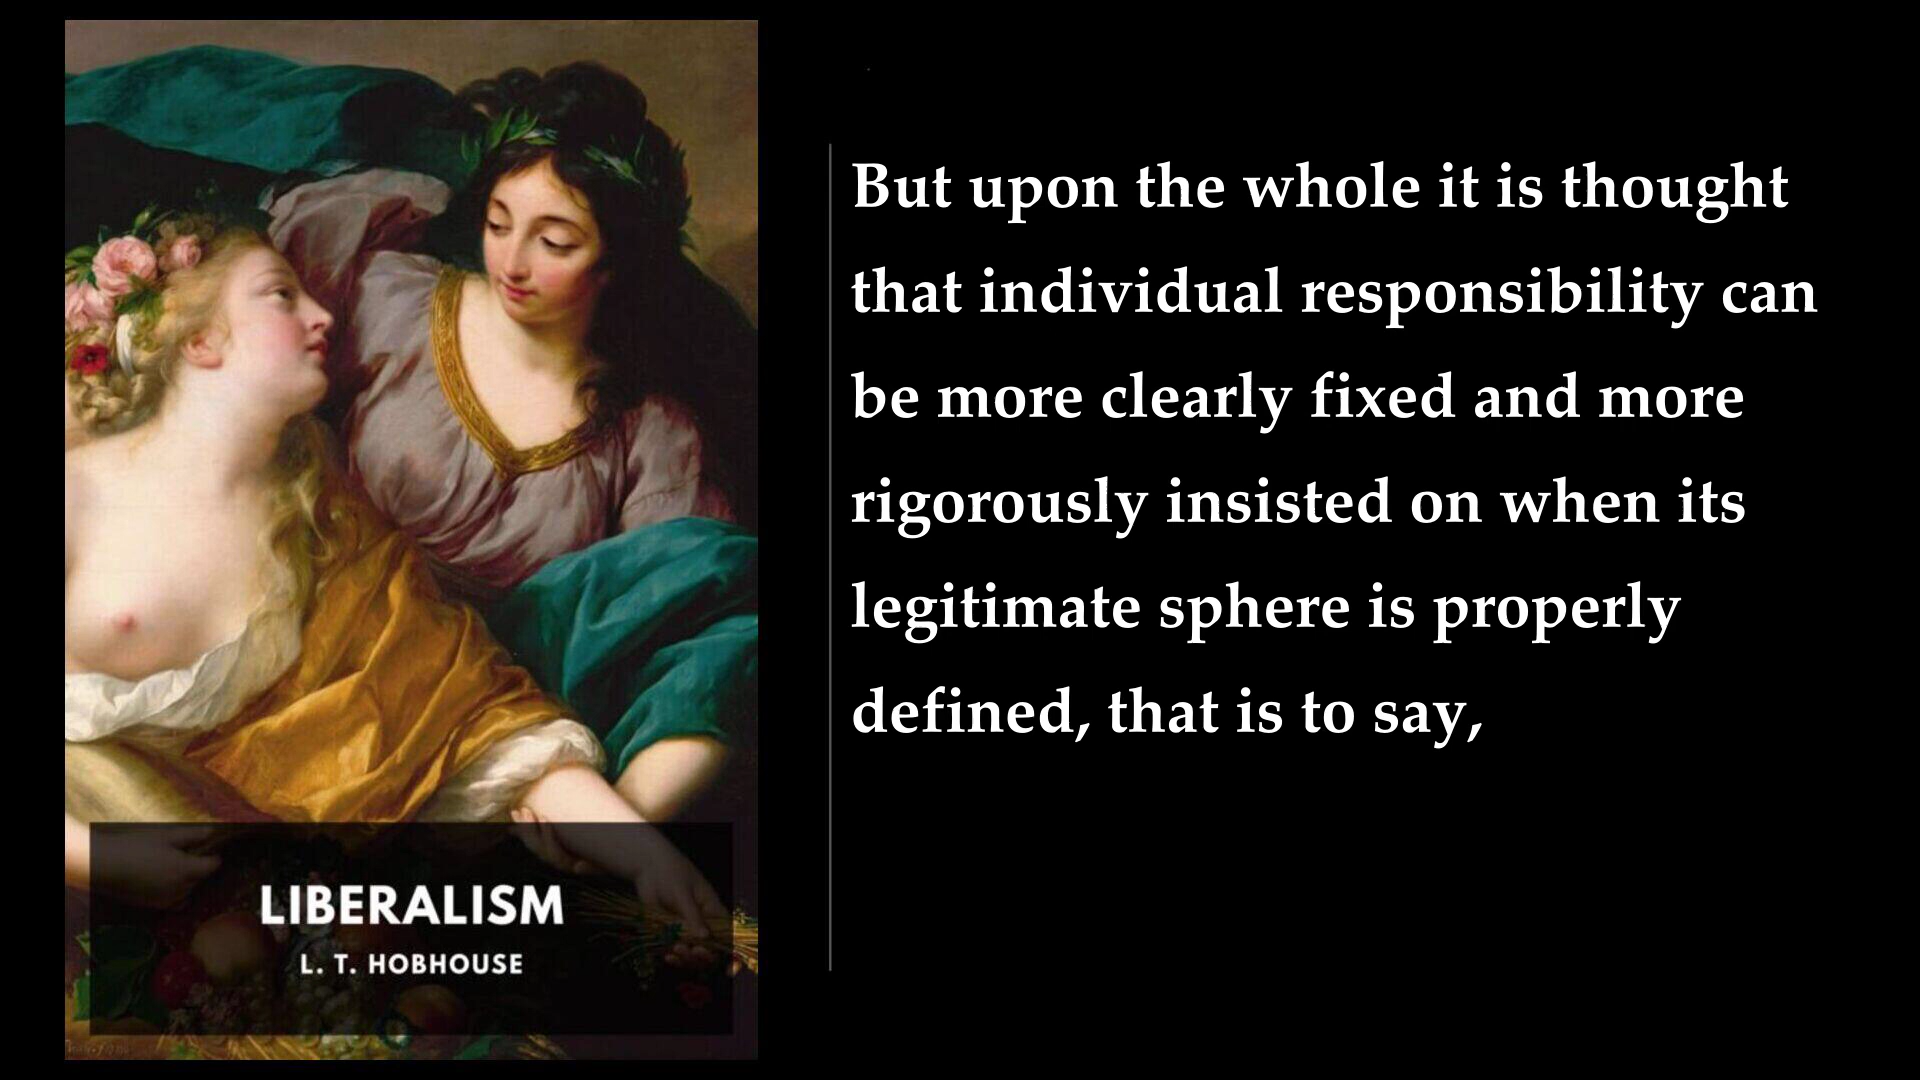 But upon the whole it is thought
that individual responsibility can
be more clearly fixed and more
rigorously insisted on when its
legitimate sphere is properly
defined, that is to say,
LIBERALISM
L. T. HOBHOUSE